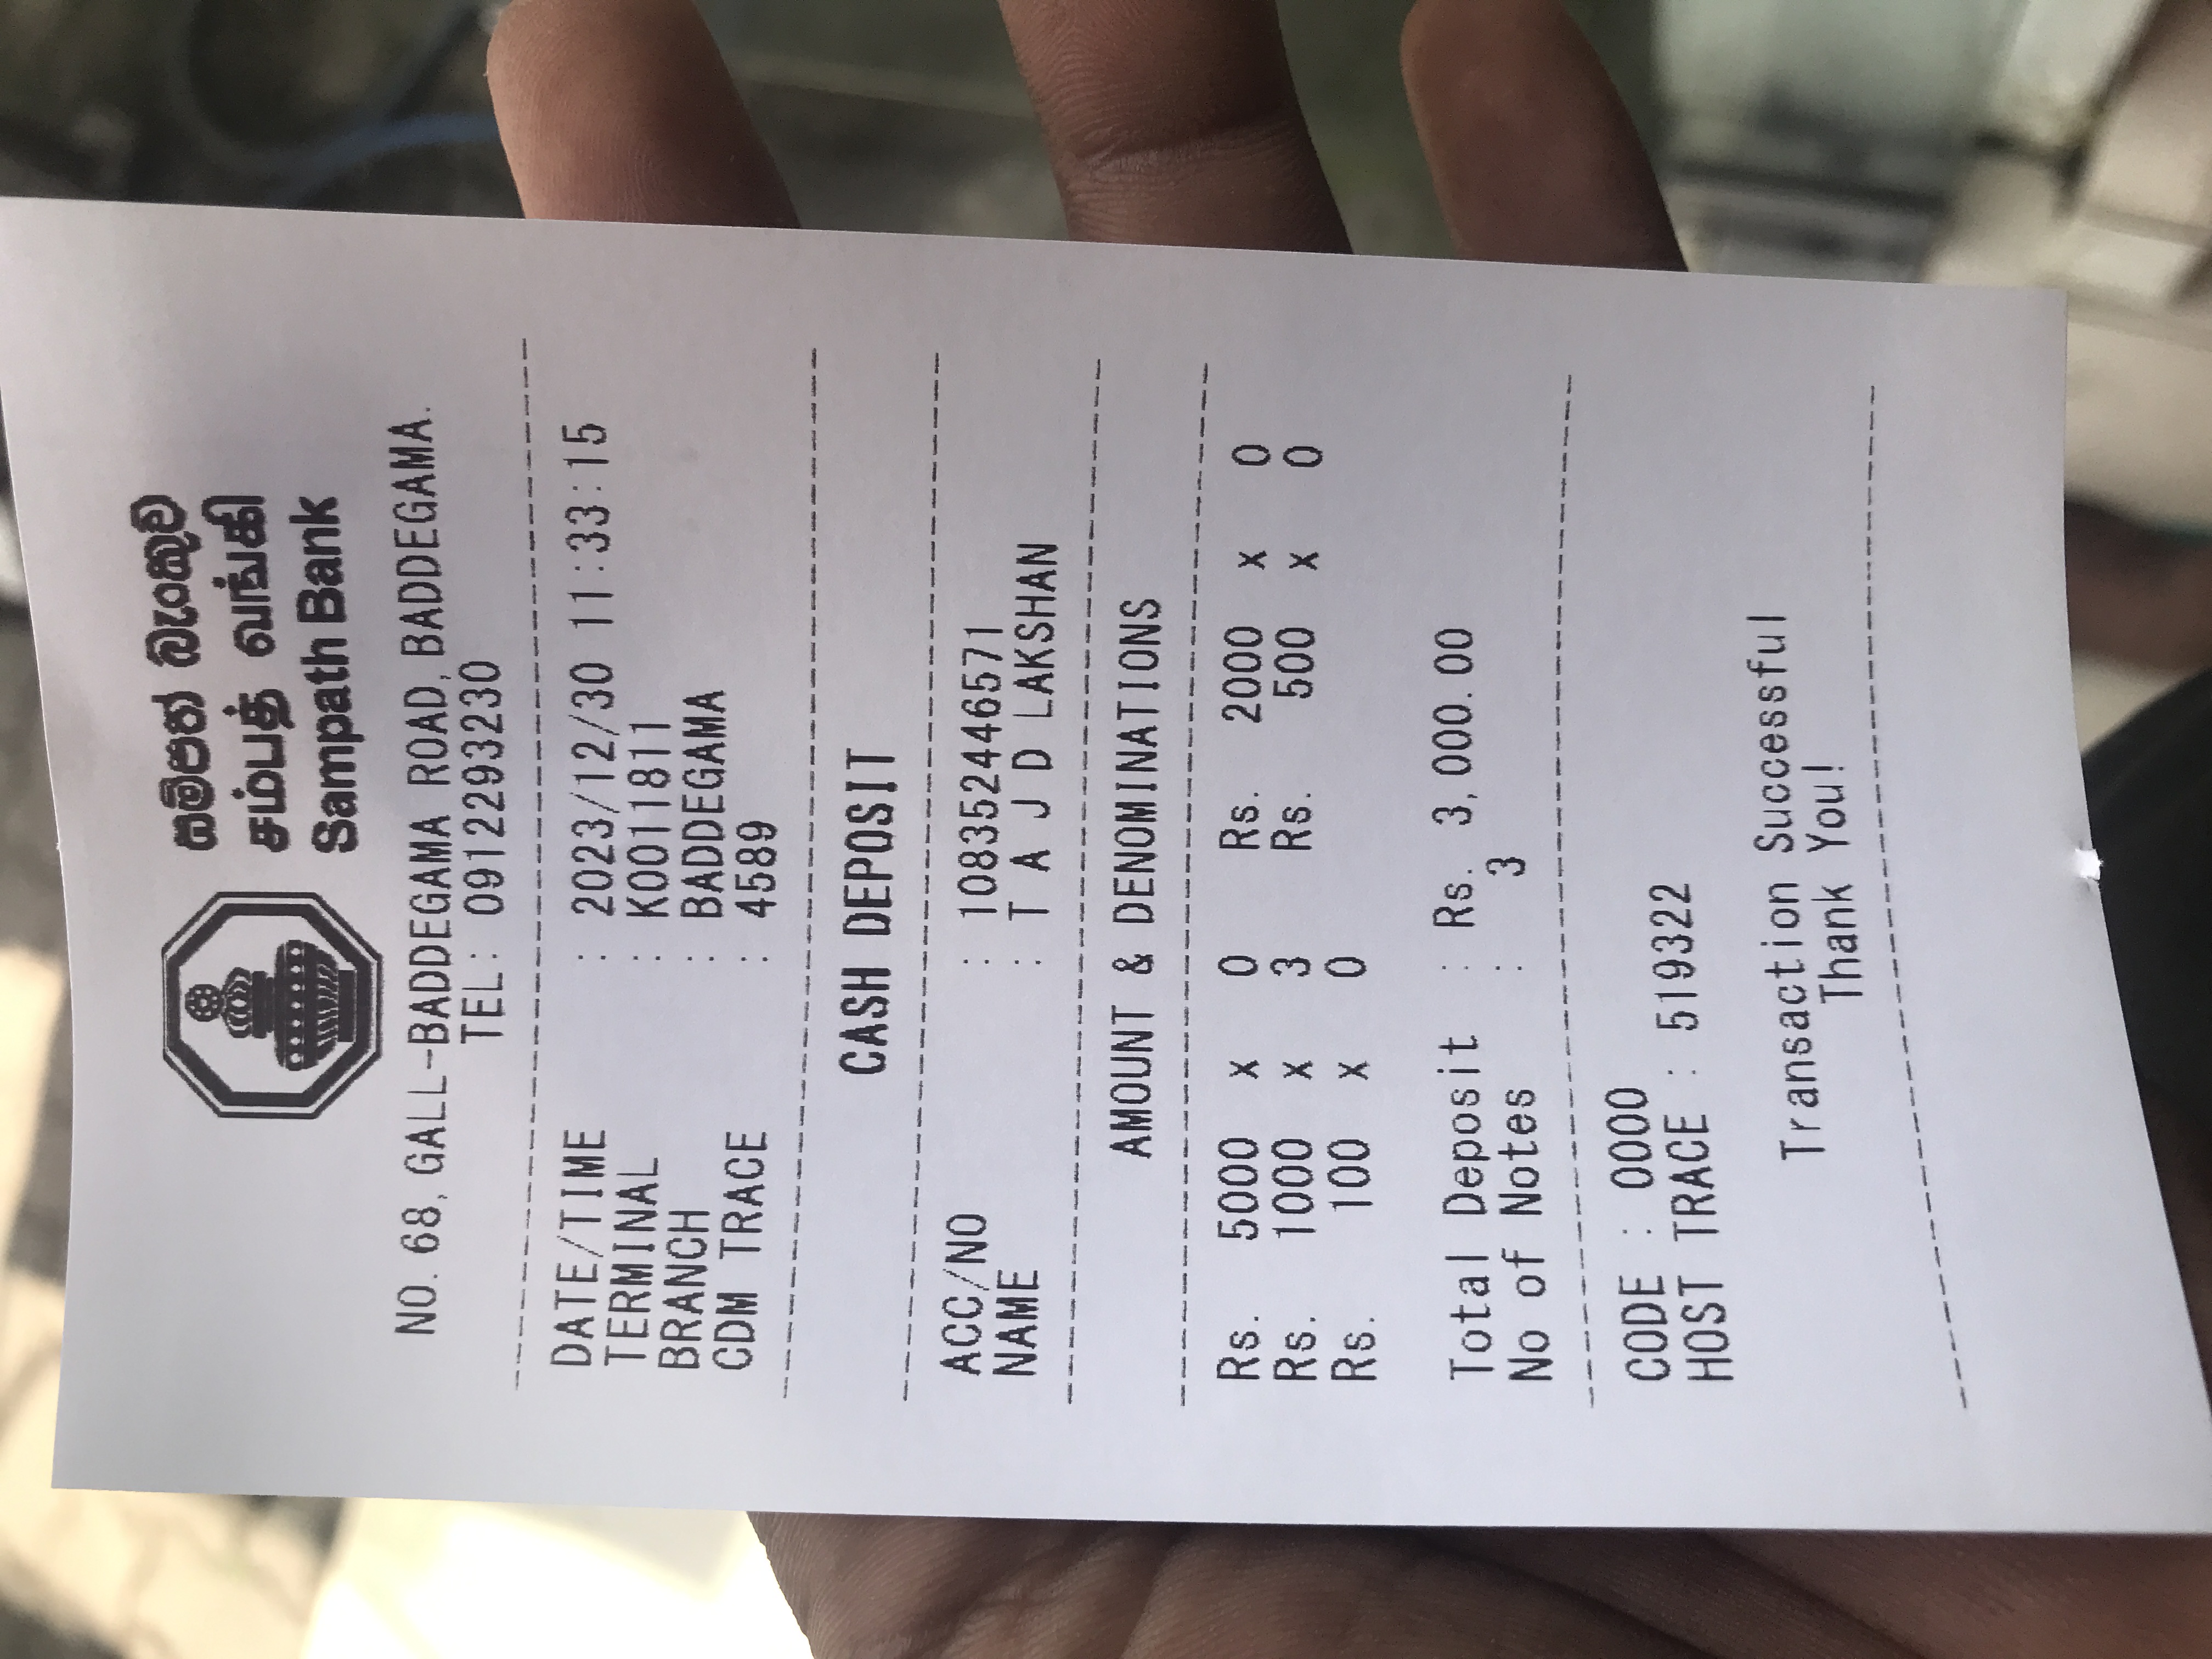 සම්පත් බැංකුව
சம்பத் வங்கி
Sampath Bank
NO. 68, GALL-BADDEGAMA ROAD, BADDEGAMA.
TEL: 0912293230
DATE/TIME : 2023/12/30 11:33:15
TERMINAL : K0011811
BRANCH : BADDEGAMA
CDM TRACE : 4589
CASH DEPOSIT
ACC/NO : 108352446571
NAME : T A J D LAKSHAN
AMOUNT & DENOMINATIONS
Rs. 5000 x 0 Rs. 2000 x 0
Rs. 1000 x 3 Rs. 500 x 0
Rs. 100 x 0
Total Deposit : Rs. 3,000.00
No of Notes : 3
CODE : 0000
HOST TRACE : 519322
Transaction Successful
Thank You!